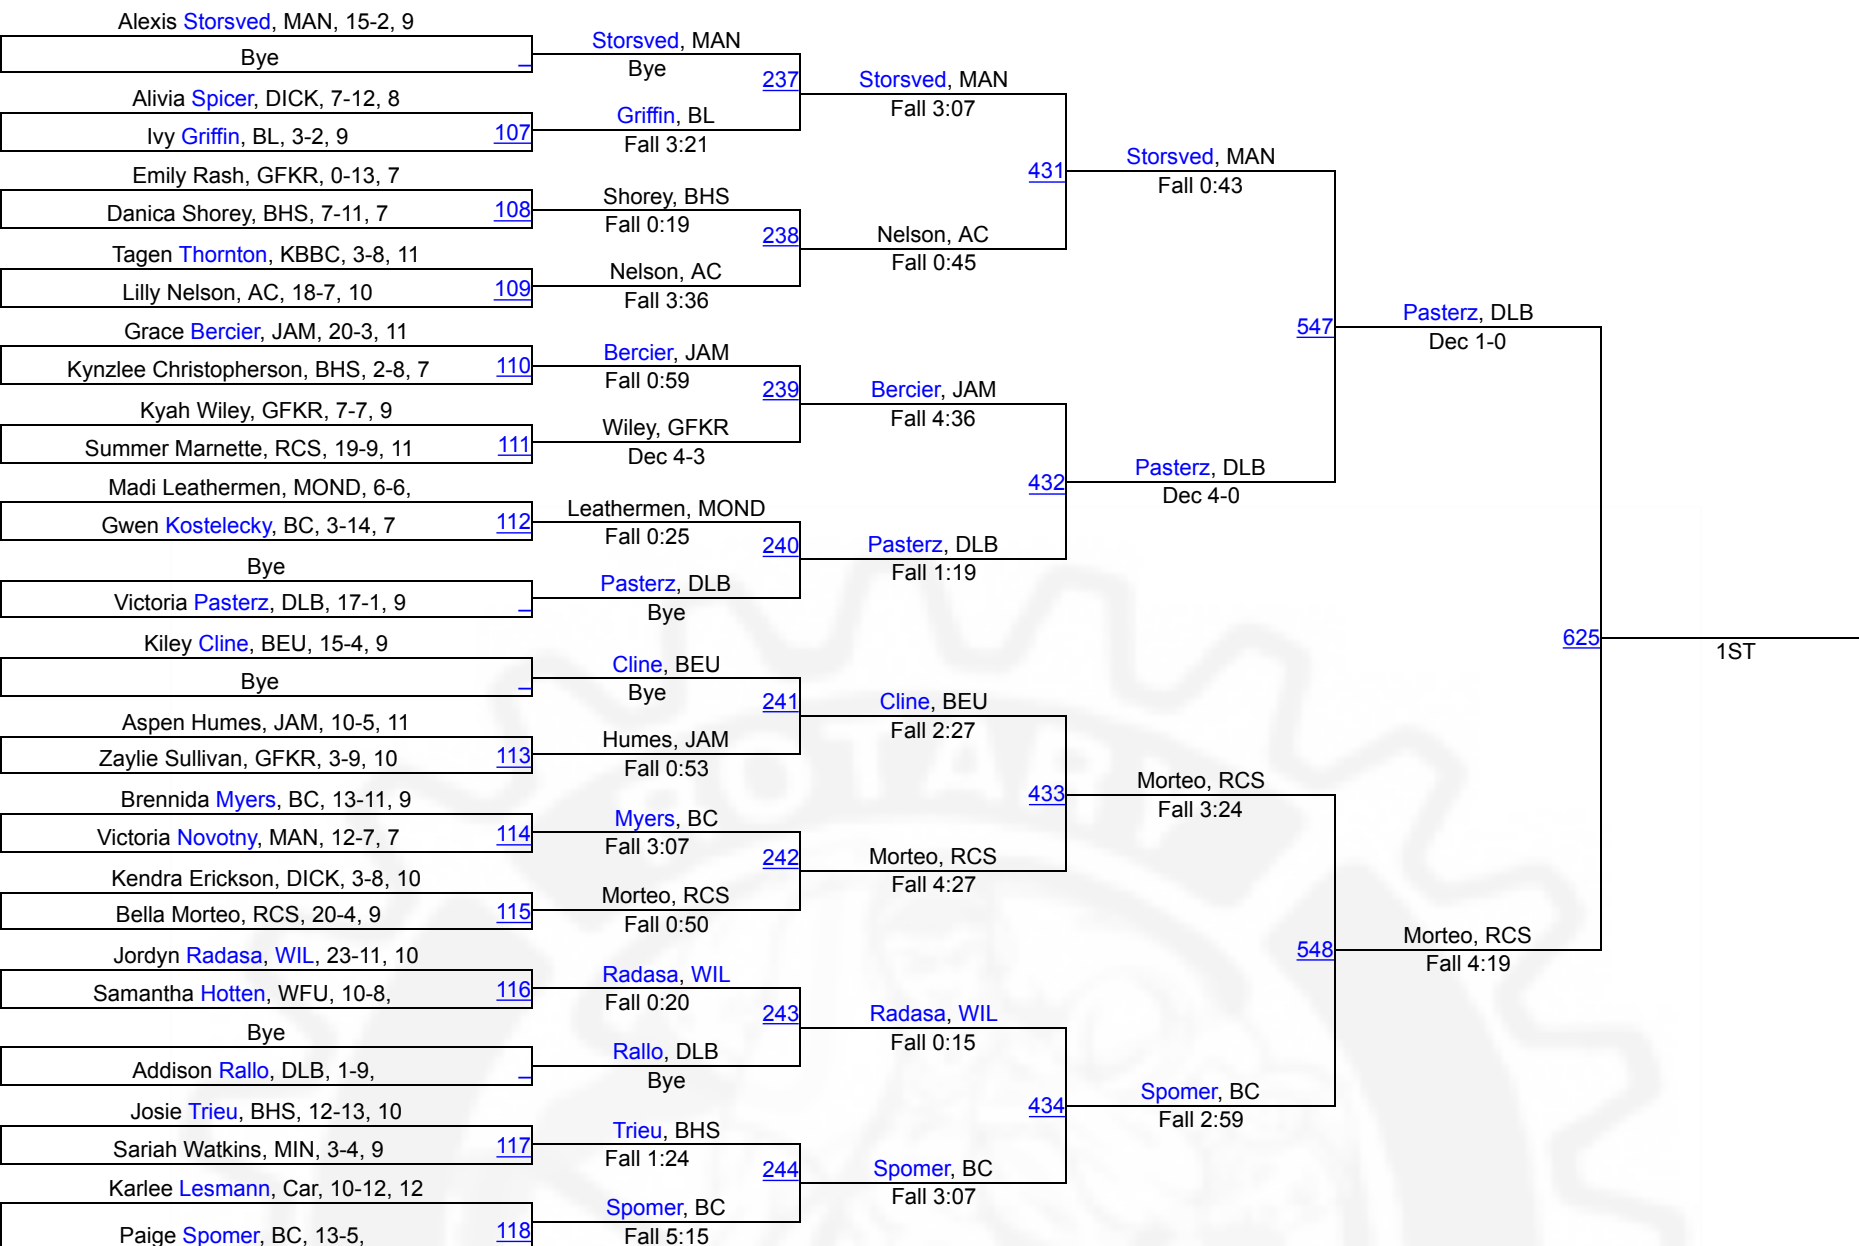 Alexis Storsved, MAN, 15-2, 9
Bye
_
Alivia Spicer, DICK, 7-12, 8
Ivy Griffin, BL, 3-2, 9
107
Emily Rash, GFKR, 0-13, 7
Danica Shorey, BHS, 7-11, 7
108
Tagen Thornton, KBBC, 3-8, 11
Lilly Nelson, AC, 18-7, 10
109
Grace Bercier, JAM, 20-3, 11
Kynzlee Christopherson, BHS, 2-8, 7
110
Kyah Wiley, GFKR, 7-7, 9
Summer Marnette, RCS, 19-9, 11
111
Madi Leathermen, MOND, 6-6,
Gwen Kostelecky, BC, 3-14, 7
112
Bye
Victoria Pasterz, DLB, 17-1, 9
_
Kiley Cline, BEU, 15-4, 9
Bye
_
Aspen Humes, JAM, 10-5, 11
Zaylie Sullivan, GFKR, 3-9, 10
113
Brennida Myers, BC, 13-11, 9
Victoria Novotny, MAN, 12-7, 7
114
Kendra Erickson, DICK, 3-8, 10
Bella Morteo, RCS, 20-4, 9
115
Jordyn Radasa, WIL, 23-11, 10
Samantha Hotten, WFU, 10-8,
116
Bye
Addison Rallo, DLB, 1-9,
_
Josie Trieu, BHS, 12-13, 10
Sariah Watkins, MIN, 3-4, 9
117
Karlee Lesmann, Car, 10-12, 12
Paige Spomer, BC, 13-5,
118
Storsved, MAN
Bye
237
Griffin, BL
Fall 3:21
Shorey, BHS
Fall 0:19
238
Nelson, AC
Fall 3:36
Bercier, JAM
Fall 0:59
239
Wiley, GFKR
Dec 4-3
Leathermen, MOND
Fall 0:25
240
Pasterz, DLB
Bye
Cline, BEU
Bye
241
Humes, JAM
Fall 0:53
Myers, BC
Fall 3:07
242
Morteo, RCS
Fall 0:50
Radasa, WIL
Fall 0:20
243
Rallo, DLB
Bye
Trieu, BHS
Fall 1:24
244
Spomer, BC
Fall 5:15
Storsved, MAN
Fall 3:07
431
Nelson, AC
Fall 0:45
Bercier, JAM
Fall 4:36
432
Pasterz, DLB
Fall 1:19
Cline, BEU
Fall 2:27
433
Morteo, RCS
Fall 4:27
Radasa, WIL
Fall 0:15
434
Spomer, BC
Fall 3:07
Storsved, MAN
Fall 0:43
547
Pasterz, DLB
Dec 4-0
Morteo, RCS
Fall 3:24
548
Spomer, BC
Fall 2:59
Pasterz, DLB
Dec 1-0
625
Morteo, RCS
Fall 4:19
1ST
OTARY